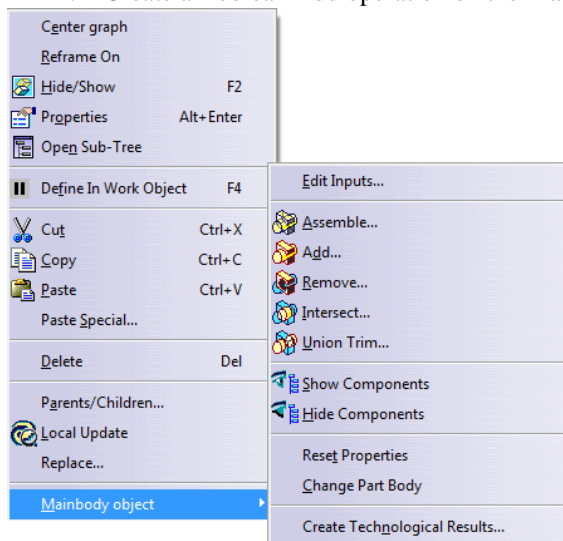 Center graph
Reframe On
Hide/Show F2
Properties Alt+Enter
Open Sub-Tree
Define In Work Object F4
Cut Ctrl+X
Copy Ctrl+C
Paste Ctrl+V
Paste Special...
Delete Del
Parents/Children...
Local Update
Replace...
Mainbody object
Edit Inputs...
Assemble...
Add...
Remove...
Intersect...
Union Trim...
Show Components
Hide Components
Reset Properties
Change Part Body
Create Technological Results...